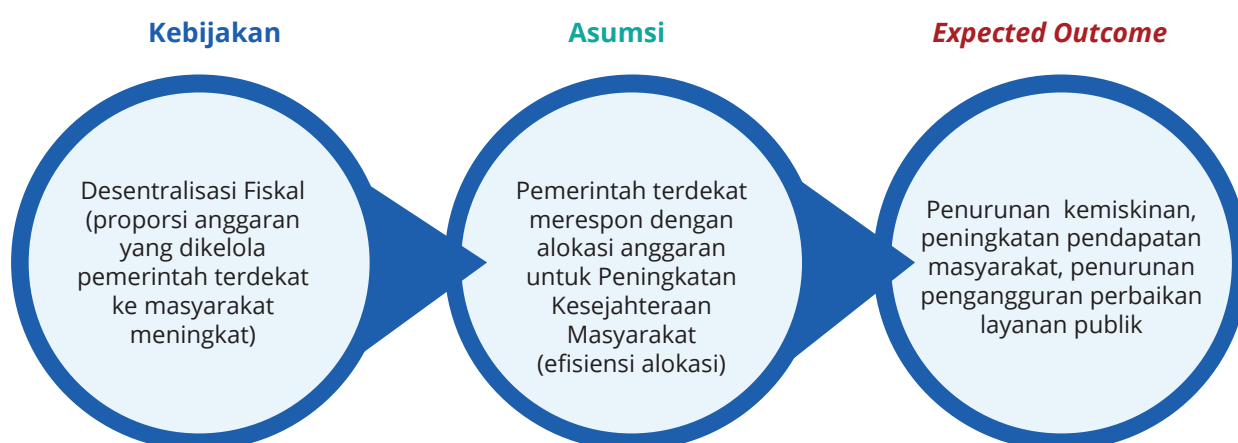 Kebijakan
Asumsi
Expected Outcome
Desentralisasi Fiskal
(proporsi anggaran
yang dikelola
pemerintah terdekat
ke masyarakat
meningkat)
Pemerintah terdekat
merespon dengan
alokasi anggaran
untuk Peningkatan
Kesejahteraan
Masyarakat
(efisiensi alokasi)
Penurunan kemiskinan,
peningkatan pendapatan
masyarakat, penurunan
pengangguran perbaikan
layanan publik